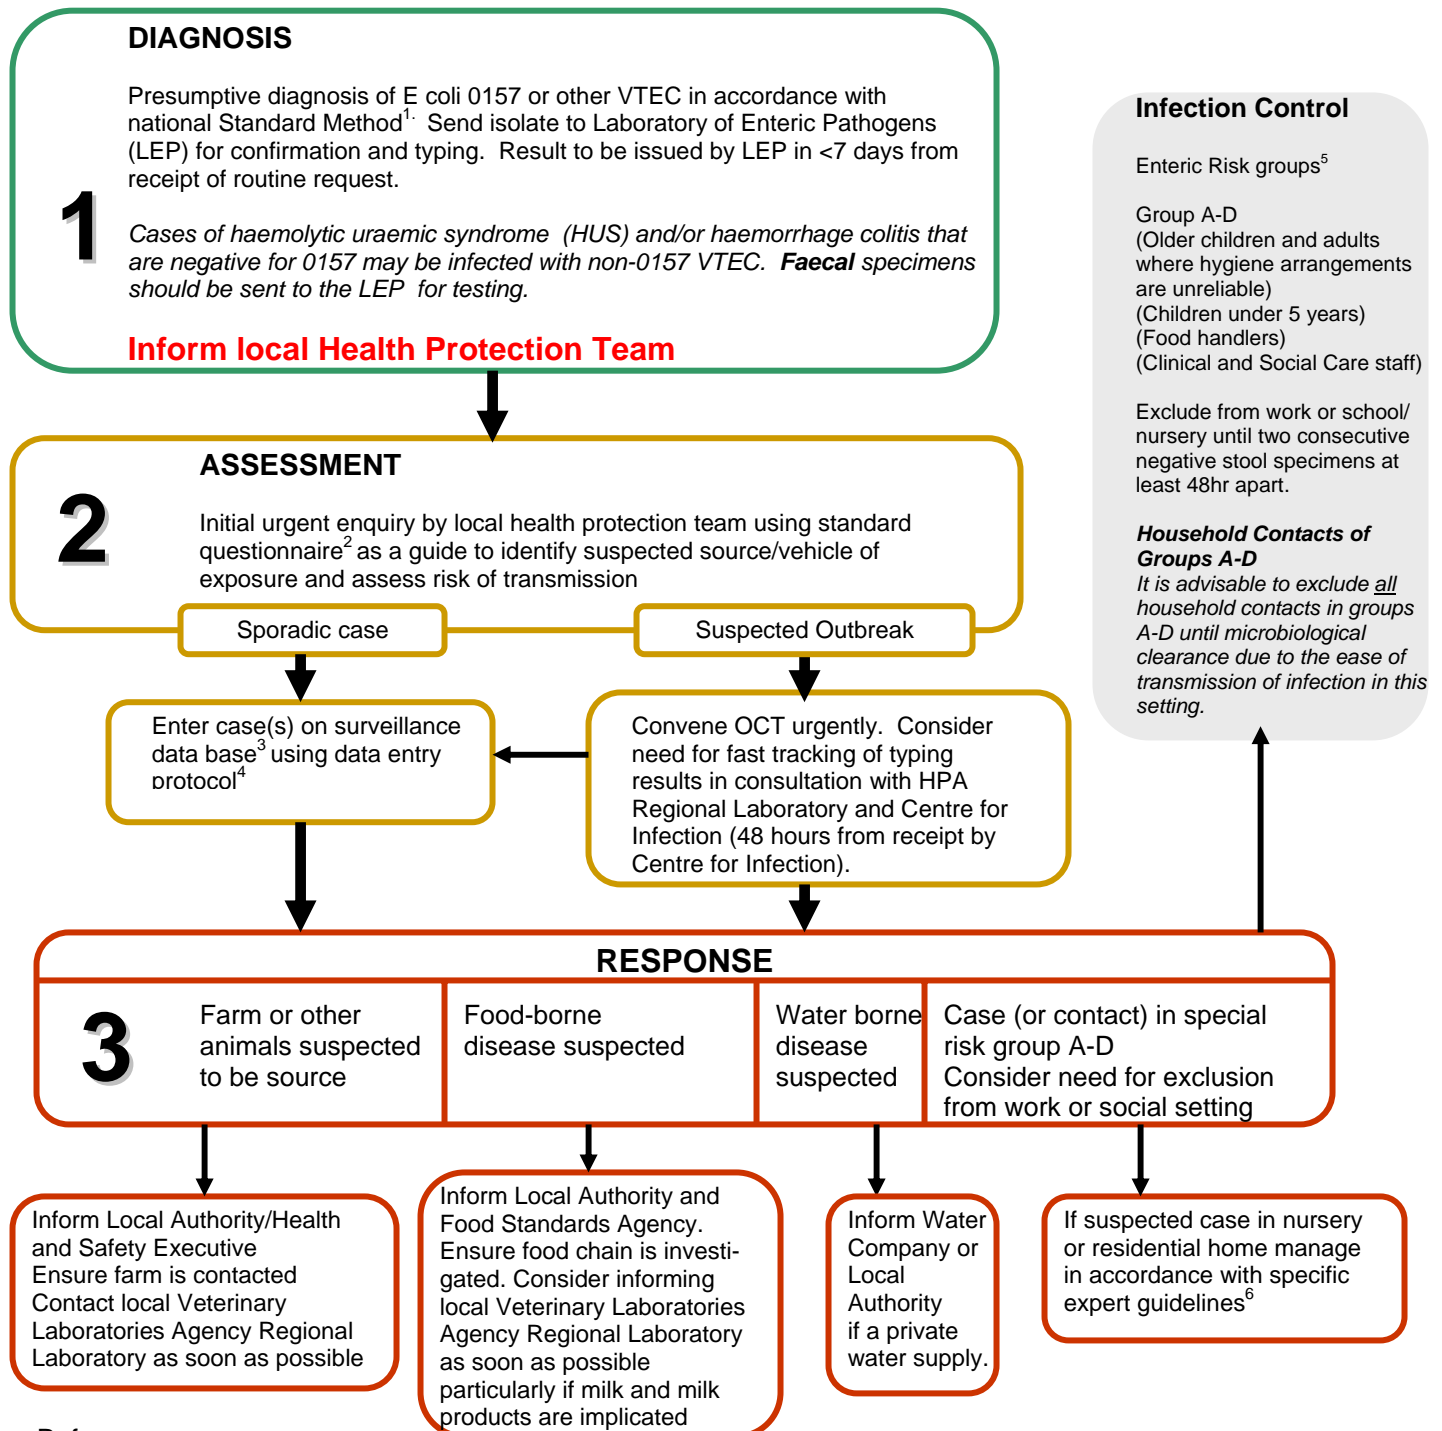 DIAGNOSIS
Presumptive diagnosis of E coli 0157 or other VTEC in accordance with
national Standard Method1. Send isolate to Laboratory of Enteric Pathogens
(LEP) for confirmation and typing. Result to be issued by LEP in <7 days from
receipt of routine request.
1
Cases of haemolytic uraemic syndrome (HUS) and/or haemorrhage colitis that
are negative for 0157 may be infected with non-0157 VTEC. Faecal specimens
should be sent to the LEP for testing.
Inform local Health Protection Team
Infection Control
Enteric Risk groups5
Group A-D
(Older children and adults
where hygiene arrangements
are unreliable)
(Children under 5 years)
(Food handlers)
(Clinical and Social Care staff)
Exclude from work or school/
nursery until two consecutive
negative stool specimens at
least 48hr apart.
Household Contacts of
Groups A-D
It is advisable to exclude all
household contacts in groups
A-D until microbiological
clearance due to the ease of
transmission of infection in this
setting.
ASSESSMENT
2
Initial urgent enquiry by local health protection team using standard
questionnaire2 as a guide to identify suspected source/vehicle of
exposure and assess risk of transmission
Sporadic case
Suspected Outbreak
Enter case(s) on surveillance
data base3 using data entry
protocol4
Convene OCT urgently. Consider
need for fast tracking of typing
results in consultation with HPA
Regional Laboratory and Centre for
Infection (48 hours from receipt by
Centre for Infection).
RESPONSE
3
Farm or other
animals suspected
to be source
Food-borne
disease suspected
Water borne
disease
suspected
Case (or contact) in special
risk group A-D
Consider need for exclusion
from work or social setting
Inform Local Authority/Health
and Safety Executive
Ensure farm is contacted
Contact local Veterinary
Laboratories Agency Regional
Laboratory as soon as possible
Inform Local Authority and
Food Standards Agency.
Ensure food chain is investi-
gated. Consider informing
local Veterinary Laboratories
Agency Regional Laboratory
as soon as possible
particularly if milk and milk
products are implicated
Inform Water
Company or
Local
Authority
if a private
water supply.
If suspected case in nursery
or residential home manage
in accordance with specific
expert guidelines6